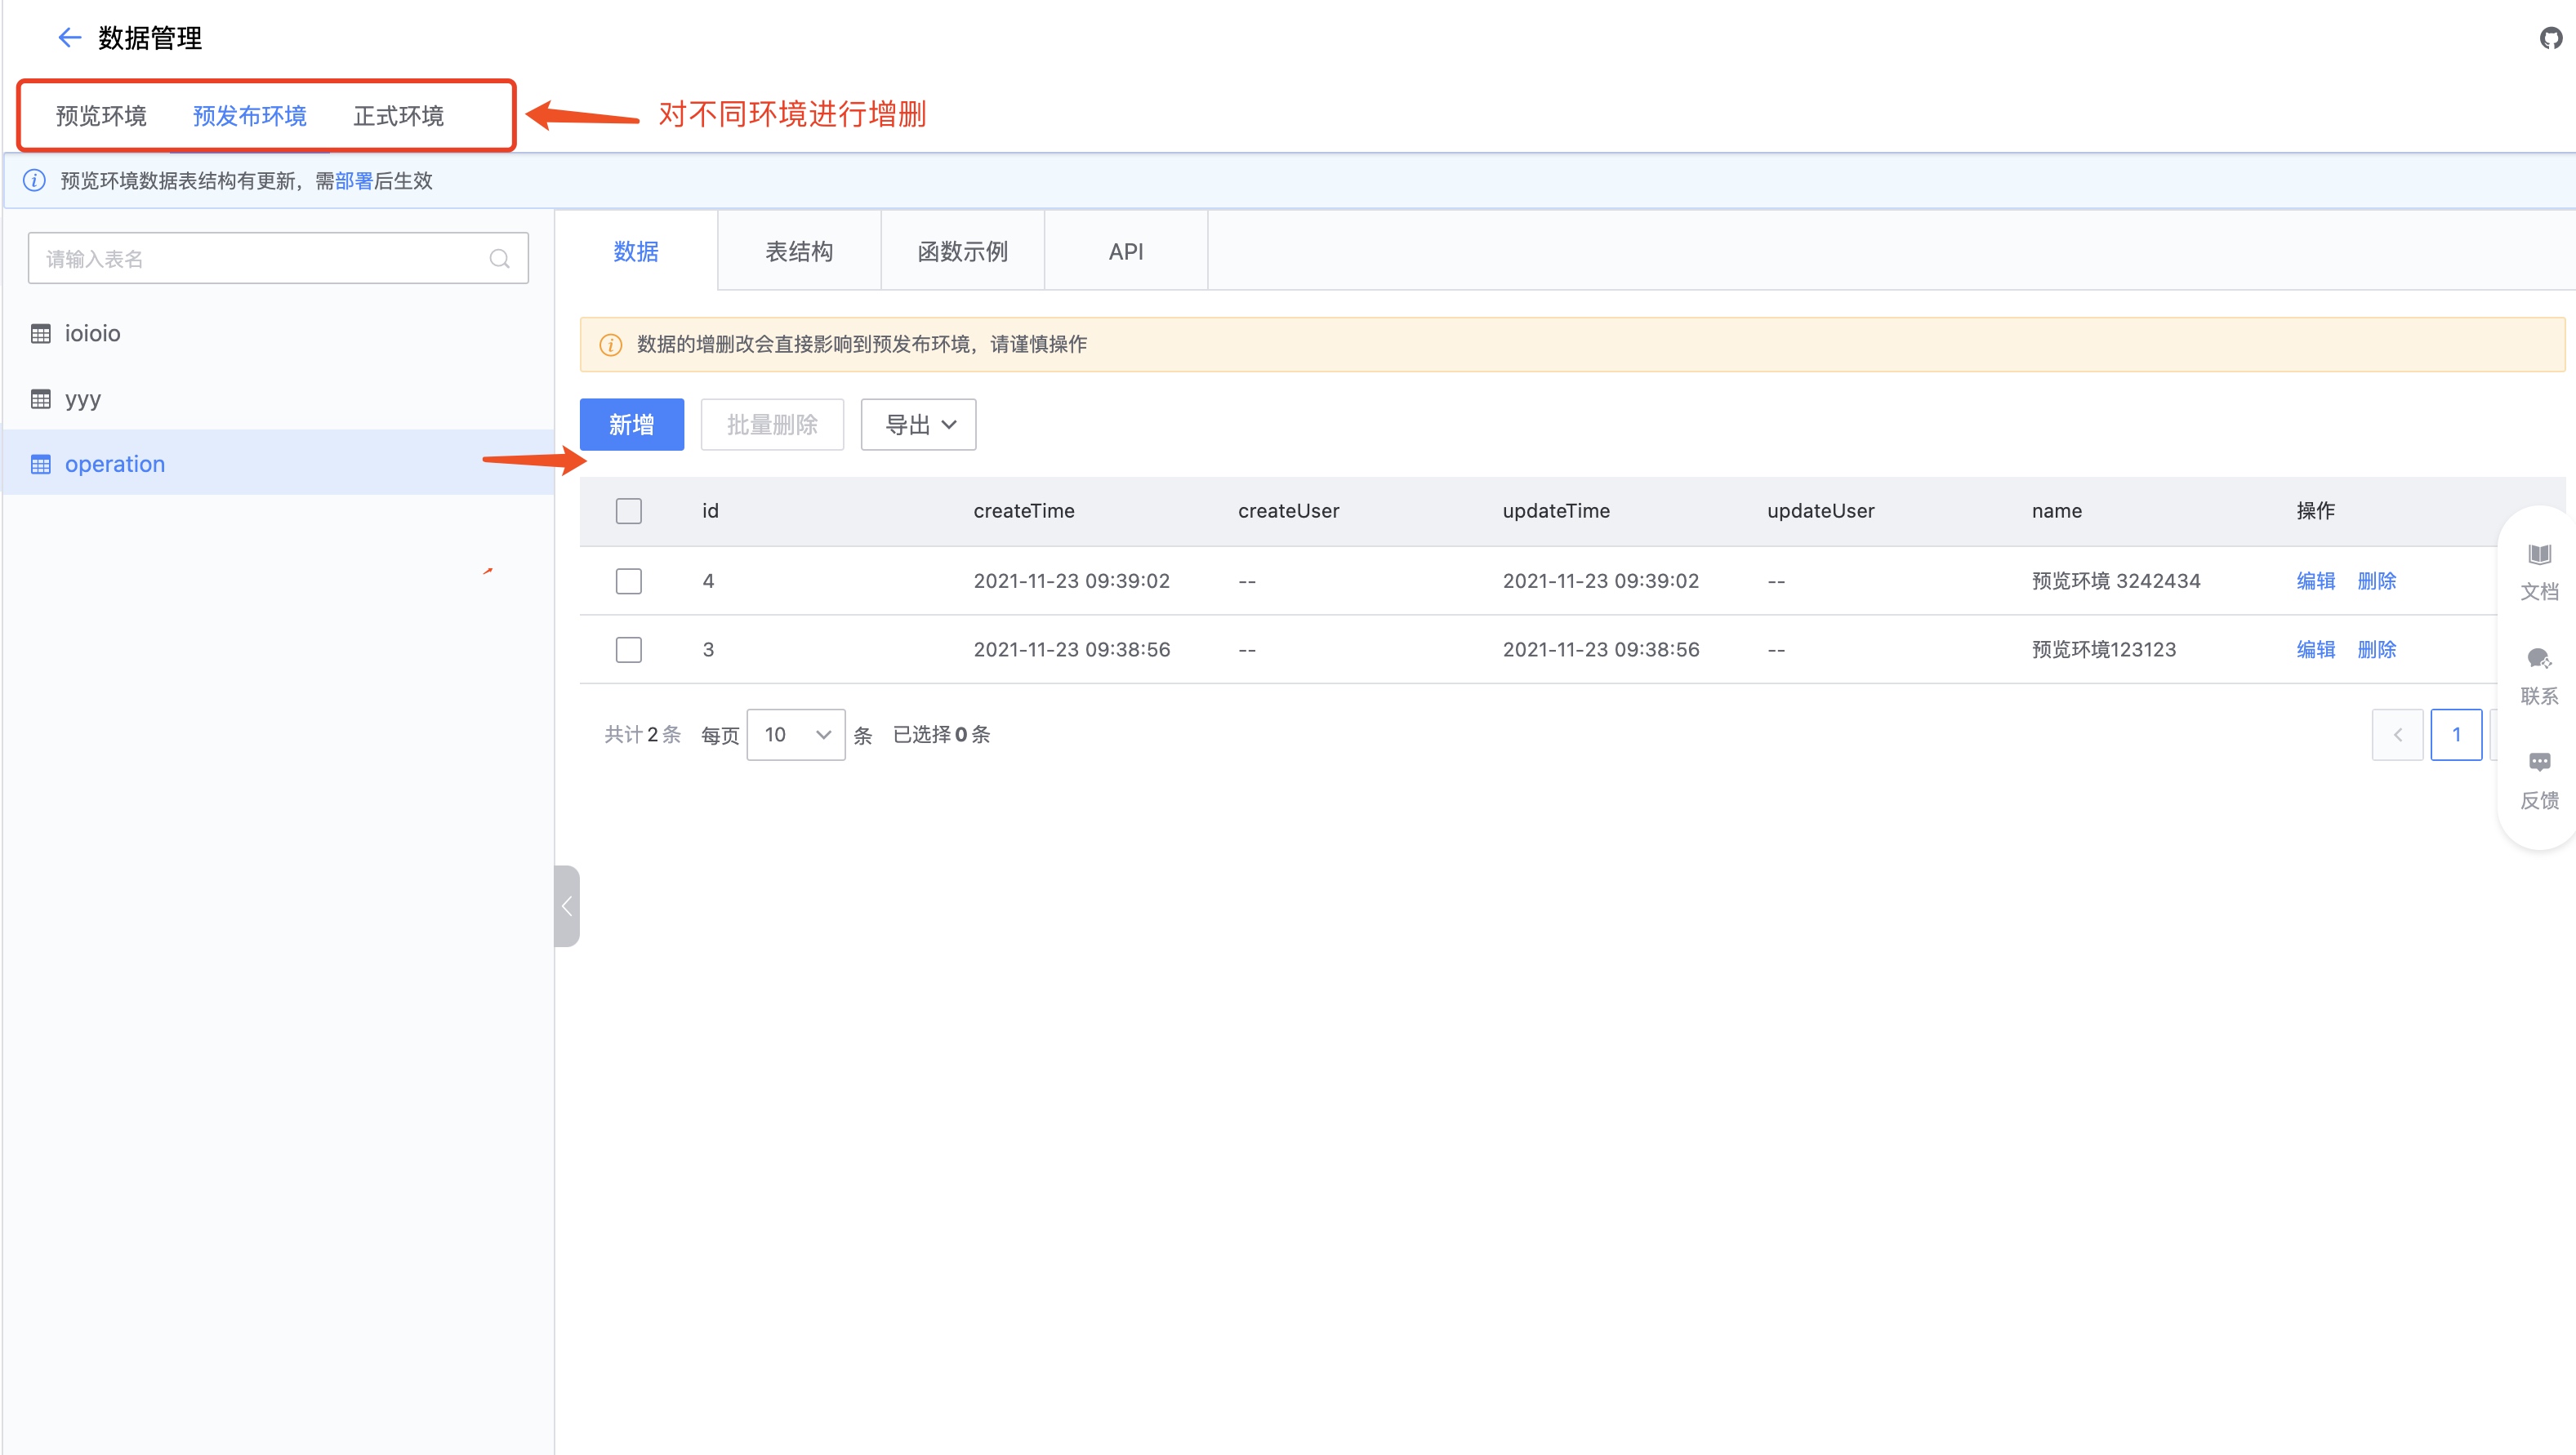 数据管理
预览环境 预发布环境 正式环境
对不同环境进行增删
预览环境数据表结构有更新，需部署后生效
请输入表名
ioioio
yyy
operation
数据 表结构 函数示例 API
数据的增删改会直接影响到预发布环境，请谨慎操作
新增 批量删除 导出
id createTime createUser updateTime updateUser name 操作
4 2021-11-23 09:39:02 -- 2021-11-23 09:39:02 -- 预览环境 3242434 编辑 删除
3 2021-11-23 09:38:56 -- 2021-11-23 09:38:56 -- 预览环境123123 编辑 删除
共计 2 条 每页 10 条 已选择 0 条 1
文档
联系
反馈